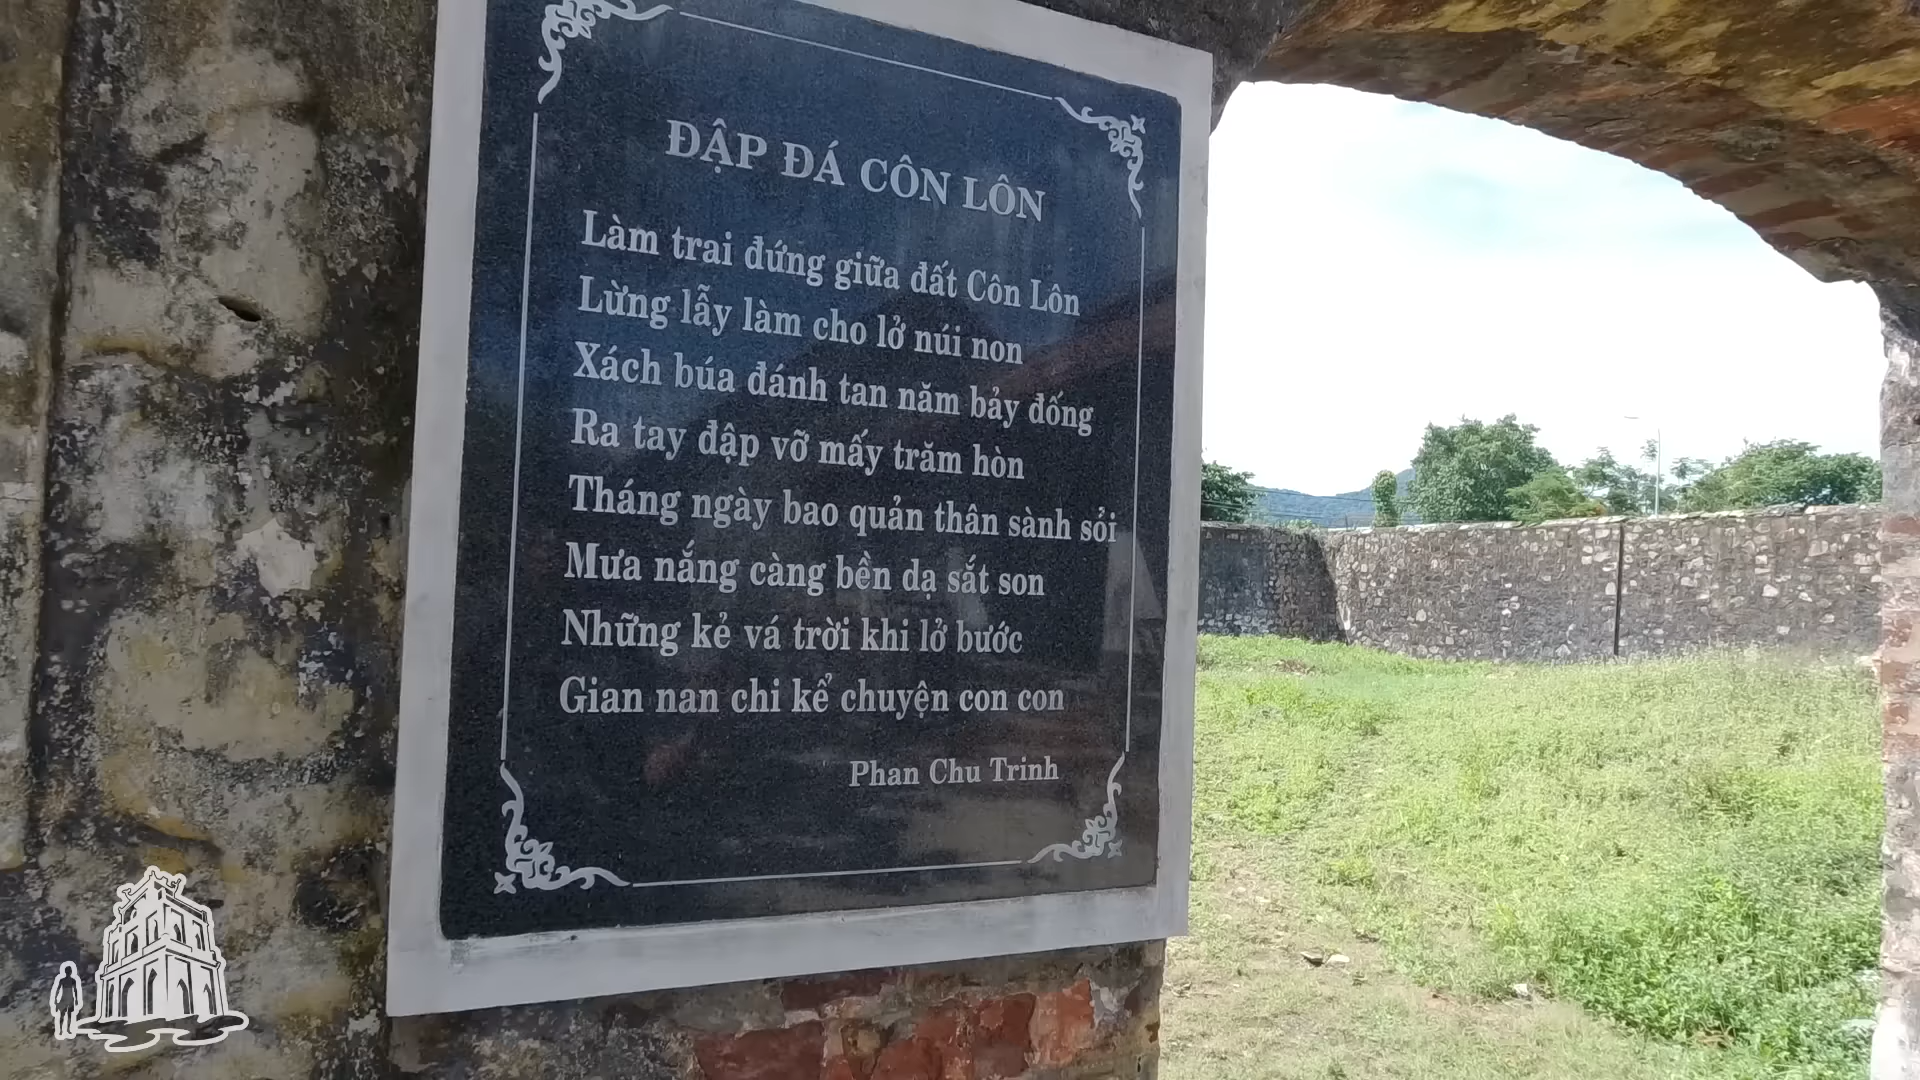 ĐẬP ĐÁ CÔN LÔN
Làm trai đứng giữa đất Côn Lôn
Lừng lẫy làm cho lở núi non
Xách búa đánh tan năm bảy đống
Ra tay đập vỡ mấy trăm hòn
Tháng ngày bao quản thân sành sỏi
Mưa nắng càng bền dạ sắt son
Những kẻ vá trời khi lở bước
Gian nan chi kể chuyện con con
Phan Chu Trinh